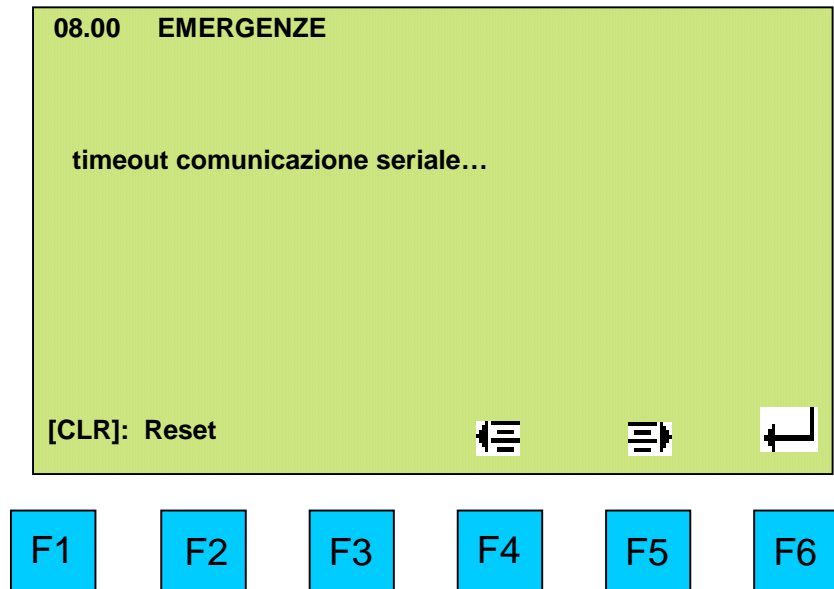 08.00 EMERGENZE
timeout comunicazione seriale…
[CLR]: Reset
F1 F2 F3 F4 F5 F6